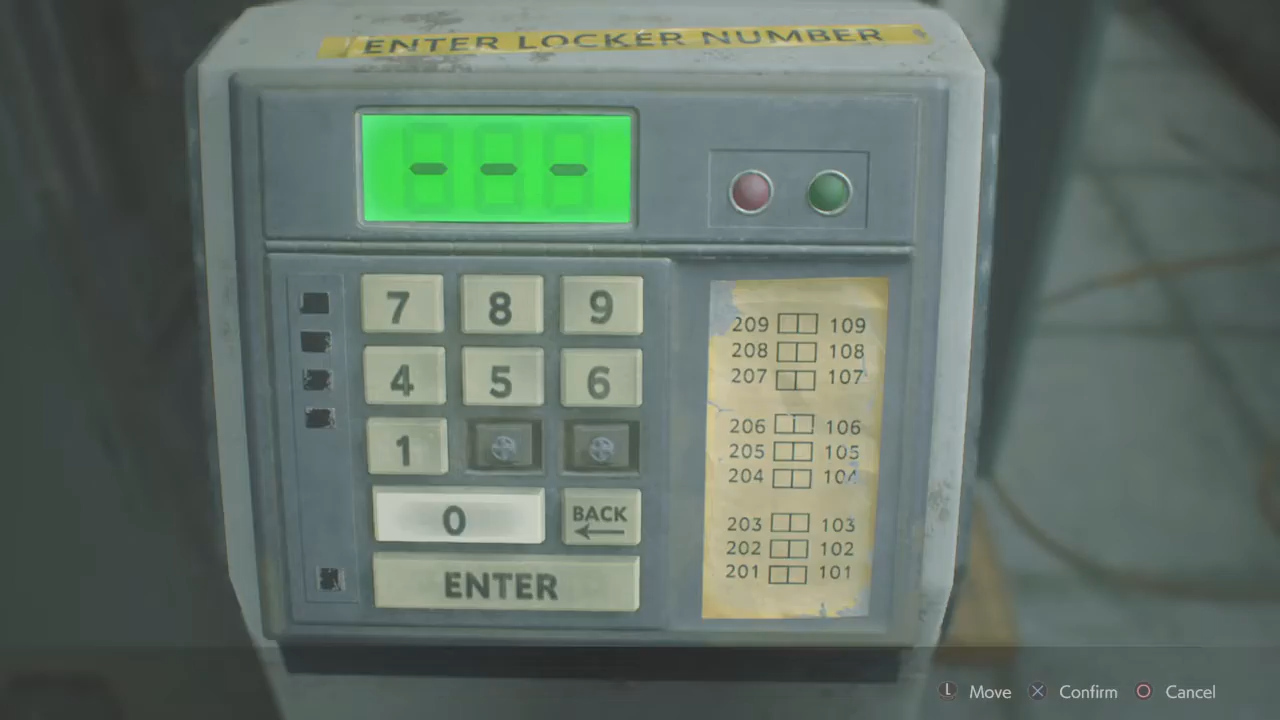 ENTER LOCKER NUMBER
- - -
7 8 9
4 5 6
1
0 BACK
ENTER
209 109
208 108
207 107
206 106
205 105
204 104
203 103
202 102
201 101
L Move X Confirm O Cancel